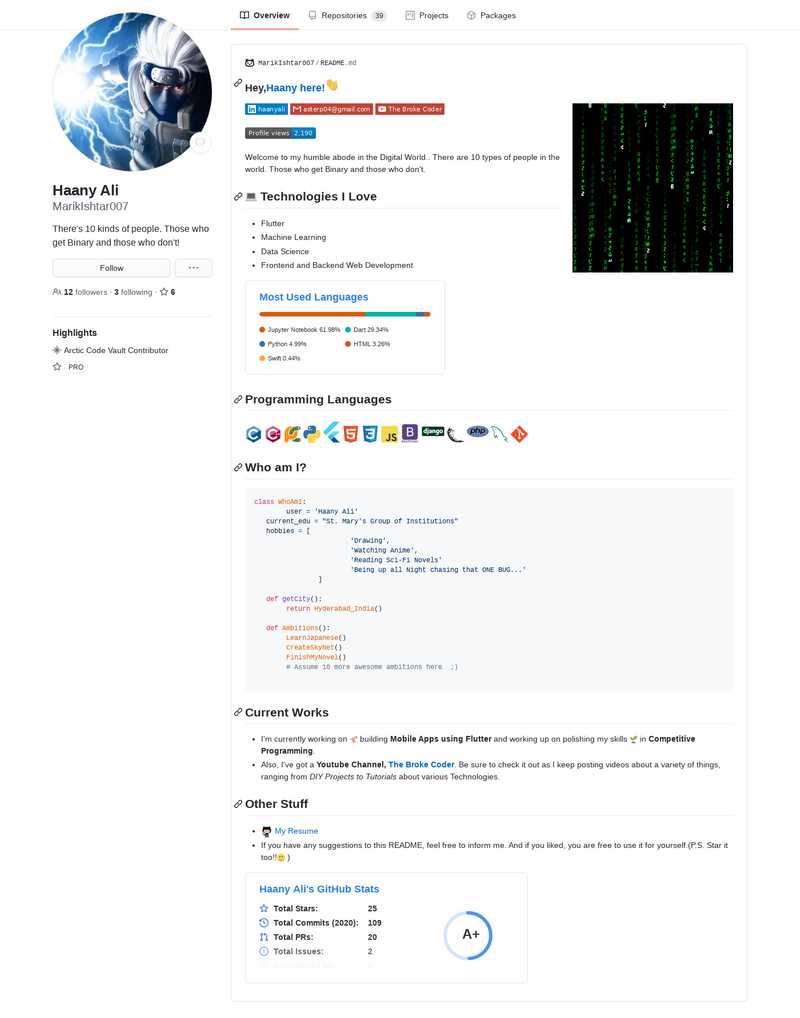 Overview Repositories 39 Projects Packages
Haany Ali
MarikIshtar007
There's 10 kinds of people. Those who
get Binary and those who don't!
Follow
12 followers · 3 following · 6
Highlights
Arctic Code Vault Contributor
PRO
MarikIshtar007/README.md
Hey,Haany here!
haanyali asterp04@gmail.com The Broke Coder
Profile views 2,190
Welcome to my humble abode in the Digital World.. There are 10 types of people in the
world. Those who get Binary and those who don't.
Technologies I Love
Flutter
Machine Learning
Data Science
Frontend and Backend Web Development
Most Used Languages
Jupyter Notebook 61.98% Dart 29.34%
Python 4.99% HTML 3.26%
Swift 0.44%
Programming Languages
JS B django php
Who am I?
class WhoAmI:
user = 'Haany Ali'
current_edu = "St. Mary's Group of Institutions"
hobbies = [
'Drawing',
'Watching Anime',
'Reading Sci-Fi Novels'
'Being up all Night chasing that ONE BUG...'
]
def getCity():
return Hyderabad_India()
def Ambitions():
LearnJapanese()
CreateSkyNet()
FinishMyNovel()
# Assume 10 more awesome ambitions here ;)
Current Works
I'm currently working on building Mobile Apps using Flutter and working up on polishing my skills in Competitive
Programming.
Also, I've got a Youtube Channel, The Broke Coder. Be sure to check it out as I keep posting videos about a variety of things,
ranging from DIY Projects to Tutorials about various Technologies.
Other Stuff
My Resume
If you have any suggestions to this README, feel free to inform me. And if you liked, you are free to use it for yourself.(P.S. Star it
too!! )
Haany Ali's GitHub Stats
Total Stars: 25
Total Commits (2020): 109
Total PRs: 20
Total Issues: 2
A+